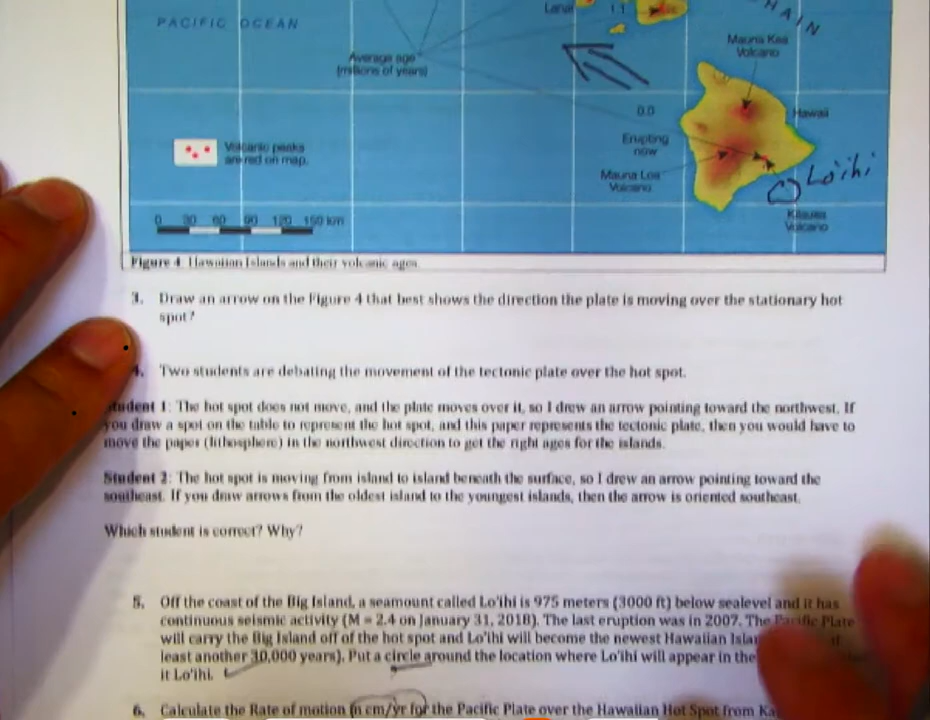 PACIFIC OCEAN
Lanai 1.1
HAIN
Average age
(millions of years)
Mauna Kea
Volcano
0.0
Hawaii
Volcanic peaks
are red on map.
Erupting
now
Mauna Loa
Volcano
Lo'ihi
Kilauea
Volcano
0 30 60 90 120 150 km
Figure 4. Hawaiian Islands and their volcanic ages.
3. Draw an arrow on the Figure 4 that best shows the direction the plate is moving over the stationary hot
spot?
4. Two students are debating the movement of the tectonic plate over the hot spot.
Student 1: The hot spot does not move, and the plate moves over it, so I drew an arrow pointing toward the northwest. If
you draw a spot on the table to represent the hot spot, and this paper represents the tectonic plate, then you would have to
move the paper (lithosphere) in the northwest direction to get the right ages for the islands.
Student 2: The hot spot is moving from island to island beneath the surface, so I drew an arrow pointing toward the
southeast. If you draw arrows from the oldest island to the youngest islands, then the arrow is oriented southeast.
Which student is correct? Why?
5. Off the coast of the Big Island, a seamount called Lo'ihi is 975 meters (3000 ft) below sealevel and it has
continuous seismic activity (M = 2.4 on January 31, 2018). The last eruption was in 2007. The Pacific Plate
will carry the Big Island off of the hot spot and Lo'ihi will become the newest Hawaiian
least another 30,000 years). Put a circle around the location where Lo'ihi will appear in the
it Lo'ihi.
6. Calculate the Rate of motion (in cm/yr for the Pacific Plate over the Hawaiian Hot Spot from